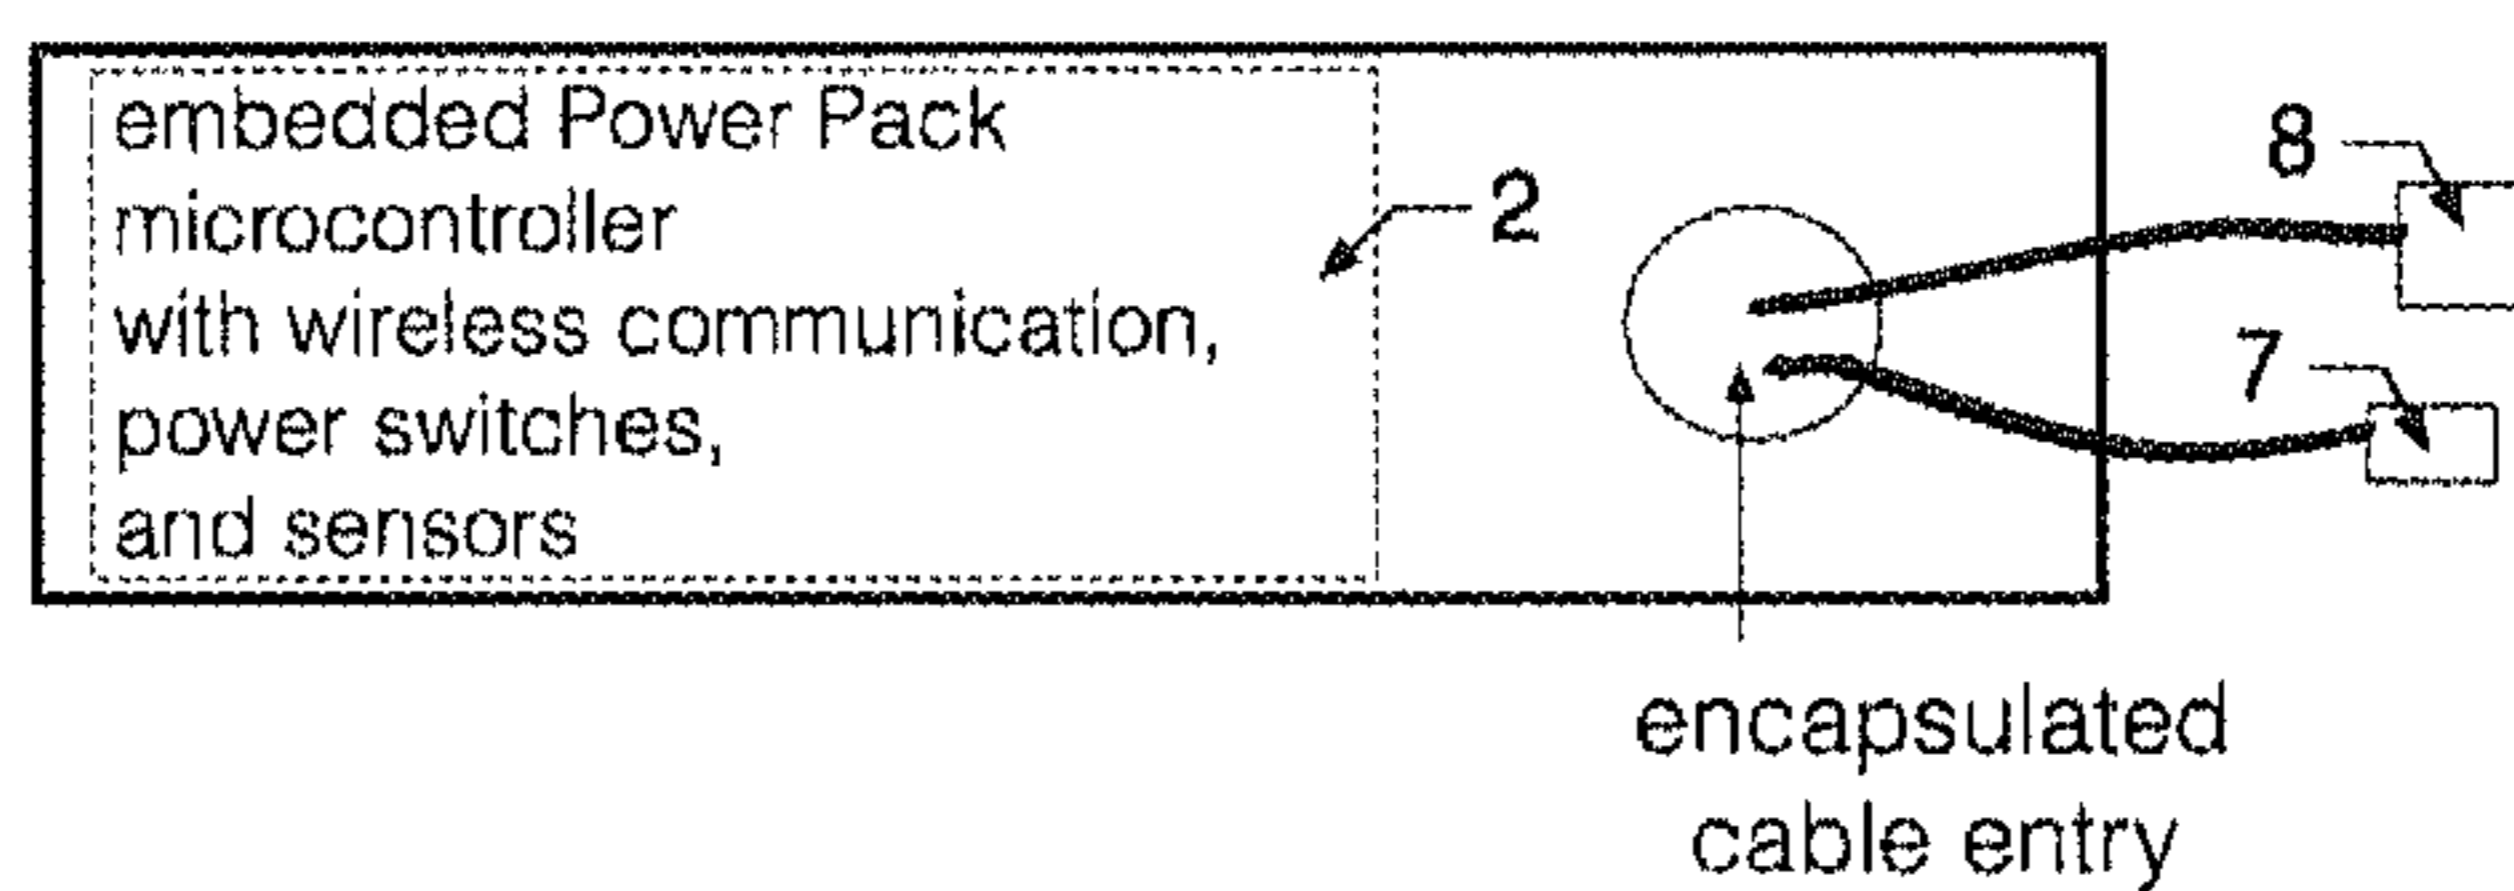 embedded Power Pack
microcontroller
with wireless communication,
power switches,
and sensors
2
8
7
encapsulated
cable entry